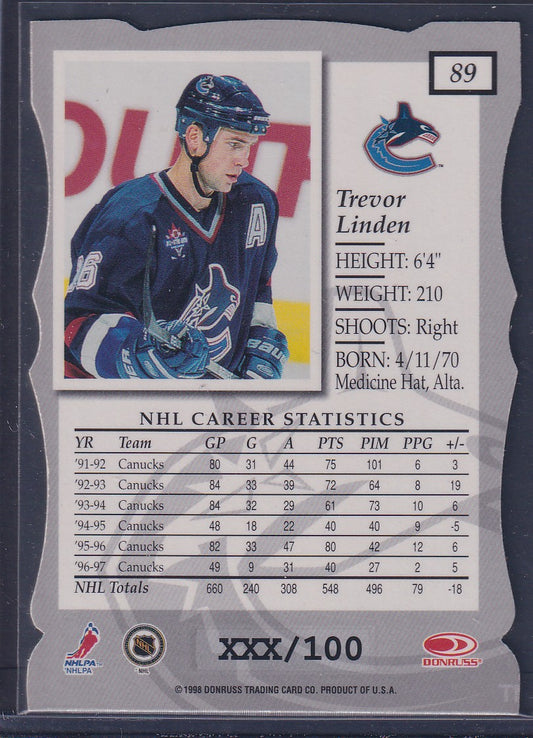 89
Trevor
Linden
HEIGHT: 6'4"
WEIGHT: 210
SHOOTS: Right
BORN: 4/11/70
Medicine Hat, Alta.
A
16
NHL CAREER STATISTICS
YR Team GP G A PTS PIM PPG +/-
'91-92 Canucks 80 31 44 75 101 6 3
'92-93 Canucks 84 33 39 72 64 8 19
'93-94 Canucks 84 32 29 61 73 10 6
'94-95 Canucks 48 18 22 40 40 9 -5
'95-96 Canucks 82 33 47 80 42 12 6
'96-97 Canucks 49 9 31 40 27 2 5
NHL Totals 660 240 308 548 496 79 -18
NHLPA™
'NHLPA
NHL
·NHL
XXX/100
DONRUSS®
©1998 DONRUSS TRADING CARD CO. PRODUCT OF U.S.A.